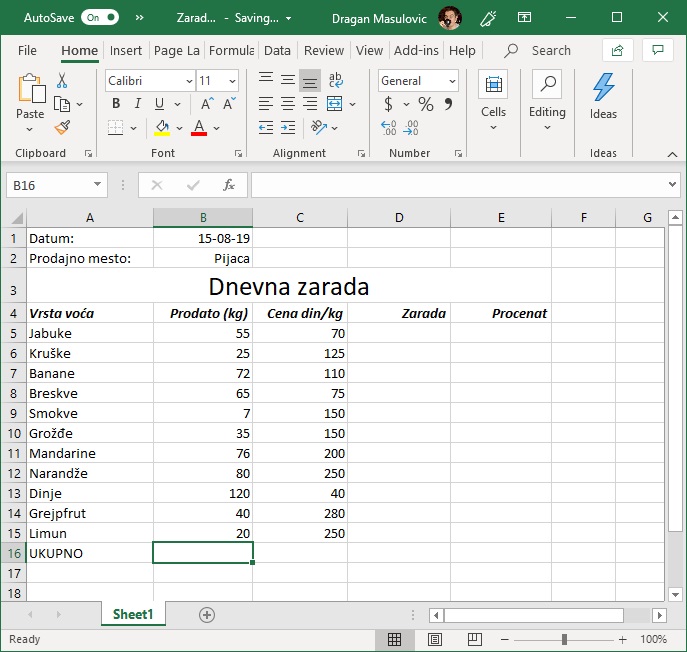 AutoSave On » Zarad... - Saving... Dragan Masulovic
File Home Insert Page La Formula Data Review View Add-ins Help Search
Paste
Calibri 11
B I U A A
ab
General
$ % 9
Cells
Editing
Ideas
Clipboard Font Alignment Number Ideas
B16 fx
A B C D E F G
1 Datum: 15-08-19
2 Prodajno mesto: Pijaca
3 Dnevna zarada
4 Vrsta voća Prodato (kg) Cena din/kg Zarada Procenat
5 Jabuke 55 70
6 Kruške 25 125
7 Banane 72 110
8 Breskve 65 75
9 Smokve 7 150
10 Grožđe 35 150
11 Mandarine 76 200
12 Narandže 80 250
13 Dinje 120 40
14 Grejpfrut 40 280
15 Limun 20 250
16 UKUPNO
17
18
Sheet1
Ready 100%